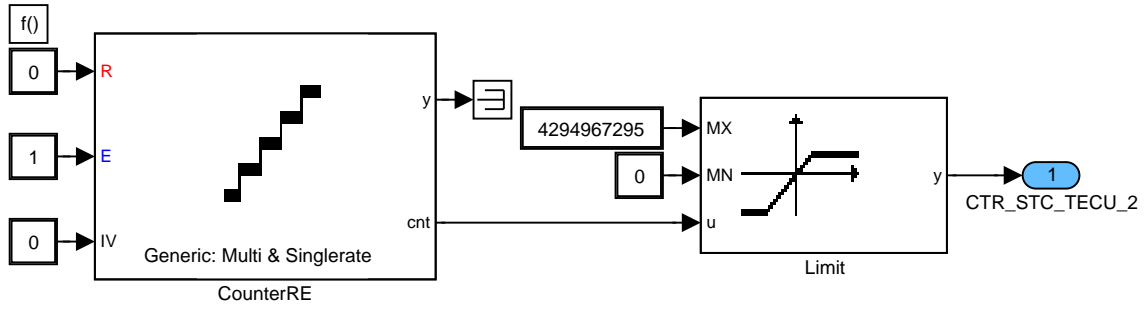 f()
0
R
1
E
0
IV
y
cnt
Generic: Multi & Singlerate
CounterRE
4294967295
0
MX
MN
u
y
Limit
1
CTR_STC_TECU_2